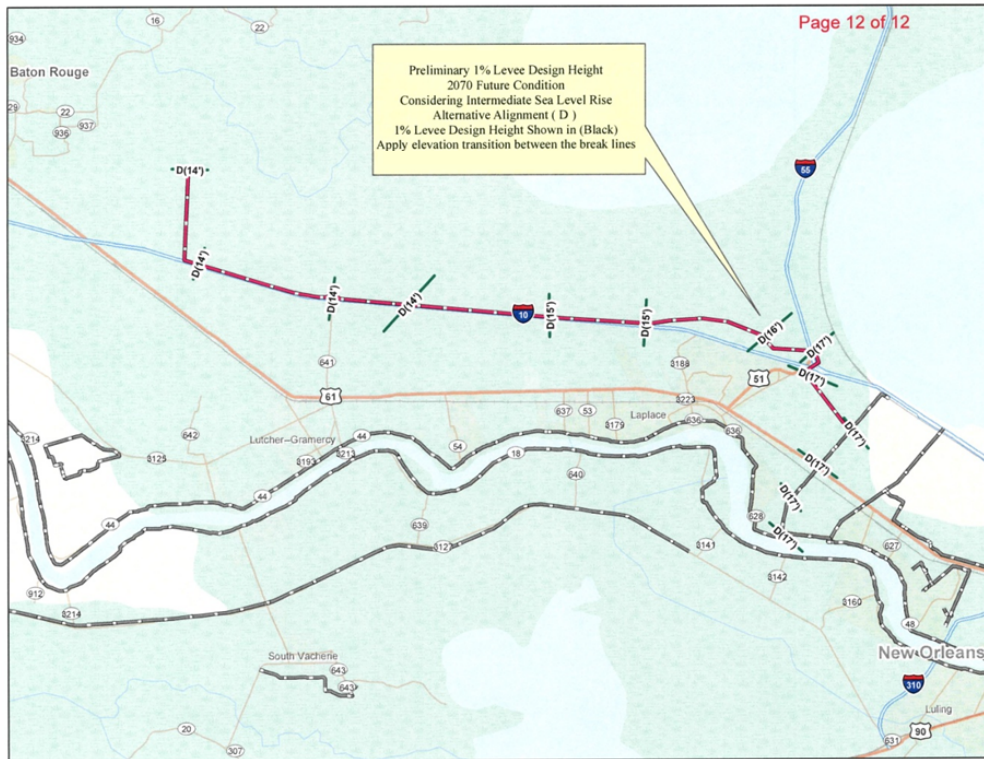 Page 12 of 12
Preliminary 1% Levee Design Height
2070 Future Condition
Considering Intermediate Sea Level Rise
Alternative Alignment ( D )
1% Levee Design Height Shown in (Black)
Apply elevation transition between the break lines
16
22
934
Baton Rouge
22
936
937
55
D(14')
D(14')
D(14')
D(14')
10
D(15')
D(15')
D(16')
D(17')
D(17')
D(17')
D(17')
D(17')
D(17')
641
61
3188
51
3223
637
53
Laplace
3179
636
636
3214
642
Lutcher-Gramercy
44
54
18
3125
3193
3213
640
44
44
639
3127
628
627
3141
3142
912
3214
3160
48
New Orleans
South Vacherie
643
643
310
Luling
20
307
631
90